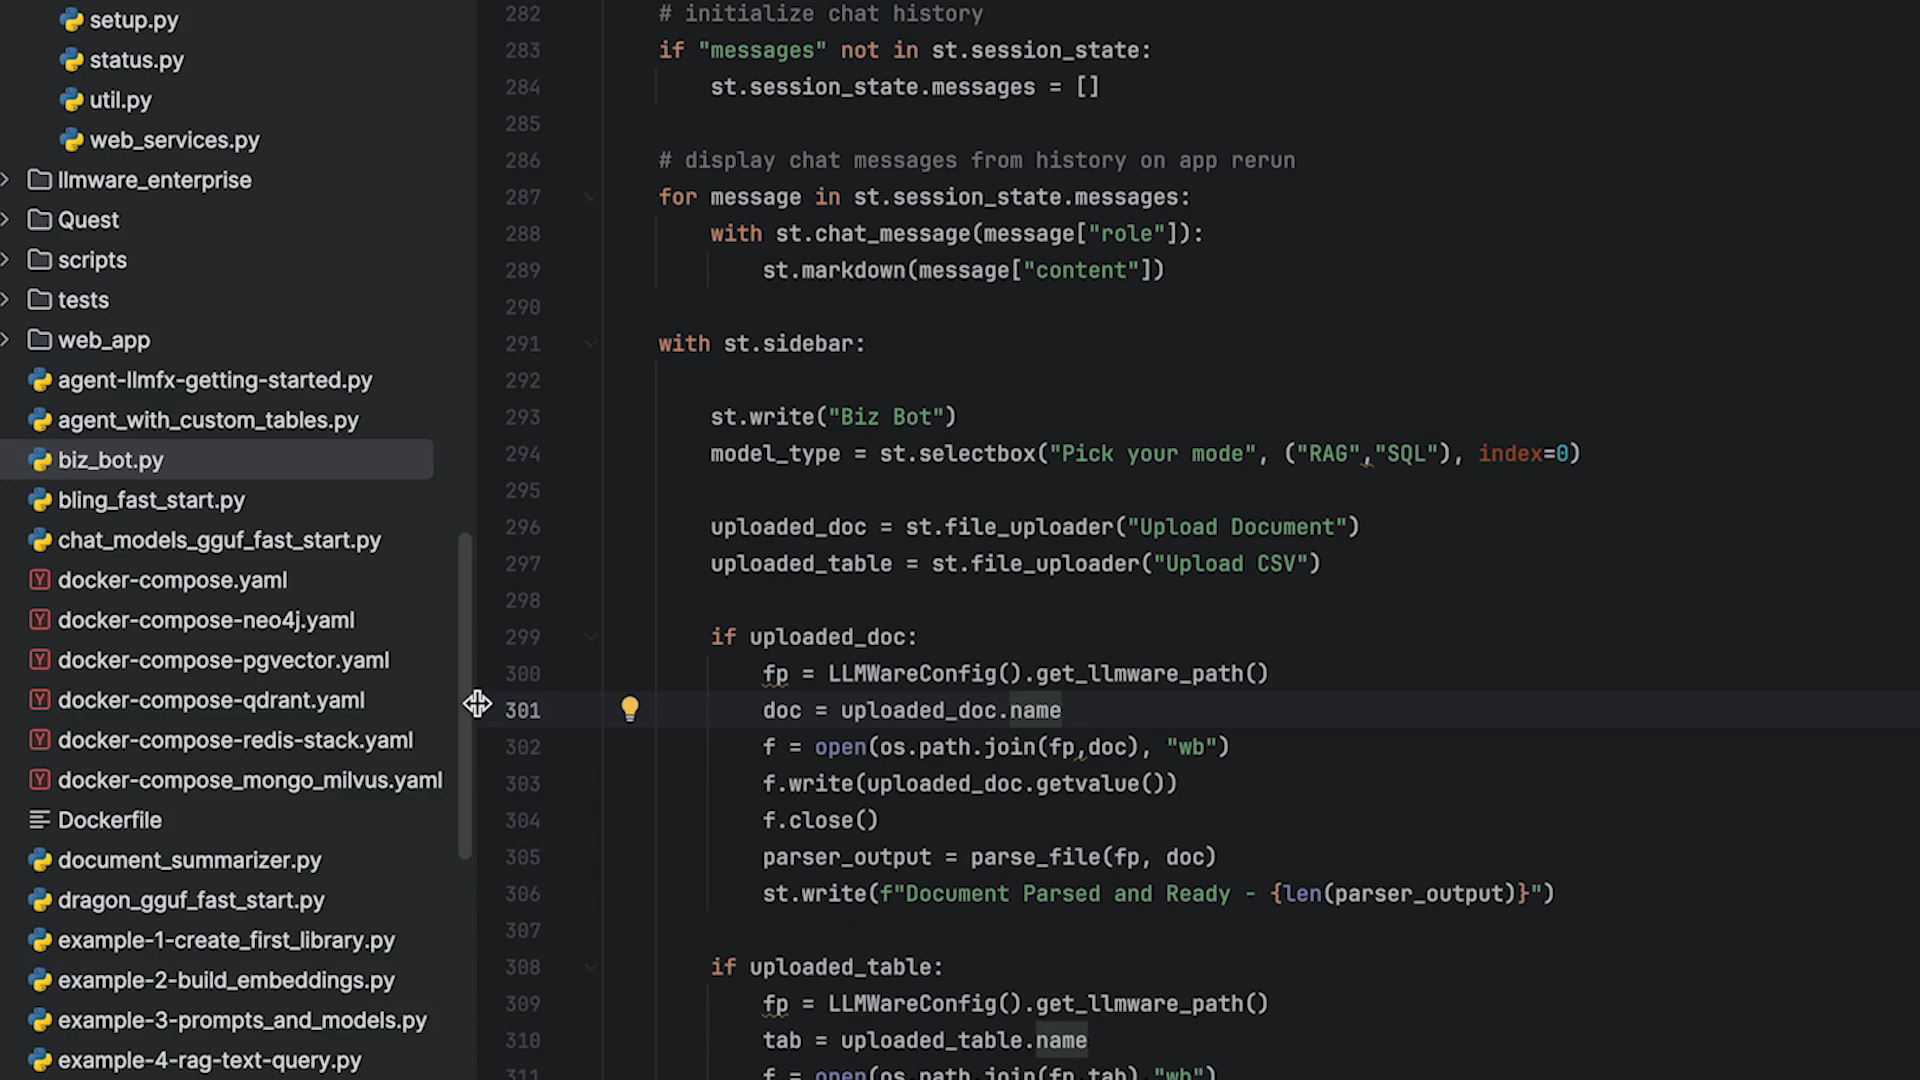 setup.py
status.py
util.py
web_services.py
llmware_enterprise
Quest
scripts
tests
web_app
agent-llmfx-getting-started.py
agent_with_custom_tables.py
biz_bot.py
bling_fast_start.py
chat_models_gguf_fast_start.py
docker-compose.yaml
docker-compose-neo4j.yaml
docker-compose-pgvector.yaml
docker-compose-qdrant.yaml
docker-compose-redis-stack.yaml
docker-compose_mongo_milvus.yaml
Dockerfile
document_summarizer.py
dragon_gguf_fast_start.py
example-1-create_first_library.py
example-2-build_embeddings.py
example-3-prompts_and_models.py
example-4-rag-text-query.py
282 # initialize chat history
283 if "messages" not in st.session_state:
284 st.session_state.messages = []
285
286 # display chat messages from history on app rerun
287 for message in st.session_state.messages:
288 with st.chat_message(message["role"]):
289 st.markdown(message["content"])
290
291 with st.sidebar:
292
293 st.write("Biz Bot")
294 model_type = st.selectbox("Pick your mode", ("RAG","SQL"), index=0)
295
296 uploaded_doc = st.file_uploader("Upload Document")
297 uploaded_table = st.file_uploader("Upload CSV")
298
299 if uploaded_doc:
300 fp = LLMWareConfig().get_llmware_path()
301 doc = uploaded_doc.name
302 f = open(os.path.join(fp,doc), "wb")
303 f.write(uploaded_doc.getvalue())
304 f.close()
305 parser_output = parse_file(fp, doc)
306 st.write(f"Document Parsed and Ready - {len(parser_output)}")
307
308 if uploaded_table:
309 fp = LLMWareConfig().get_llmware_path()
310 tab = uploaded_table.name
311 f = open(os.path.join(fp,tab), "wb")